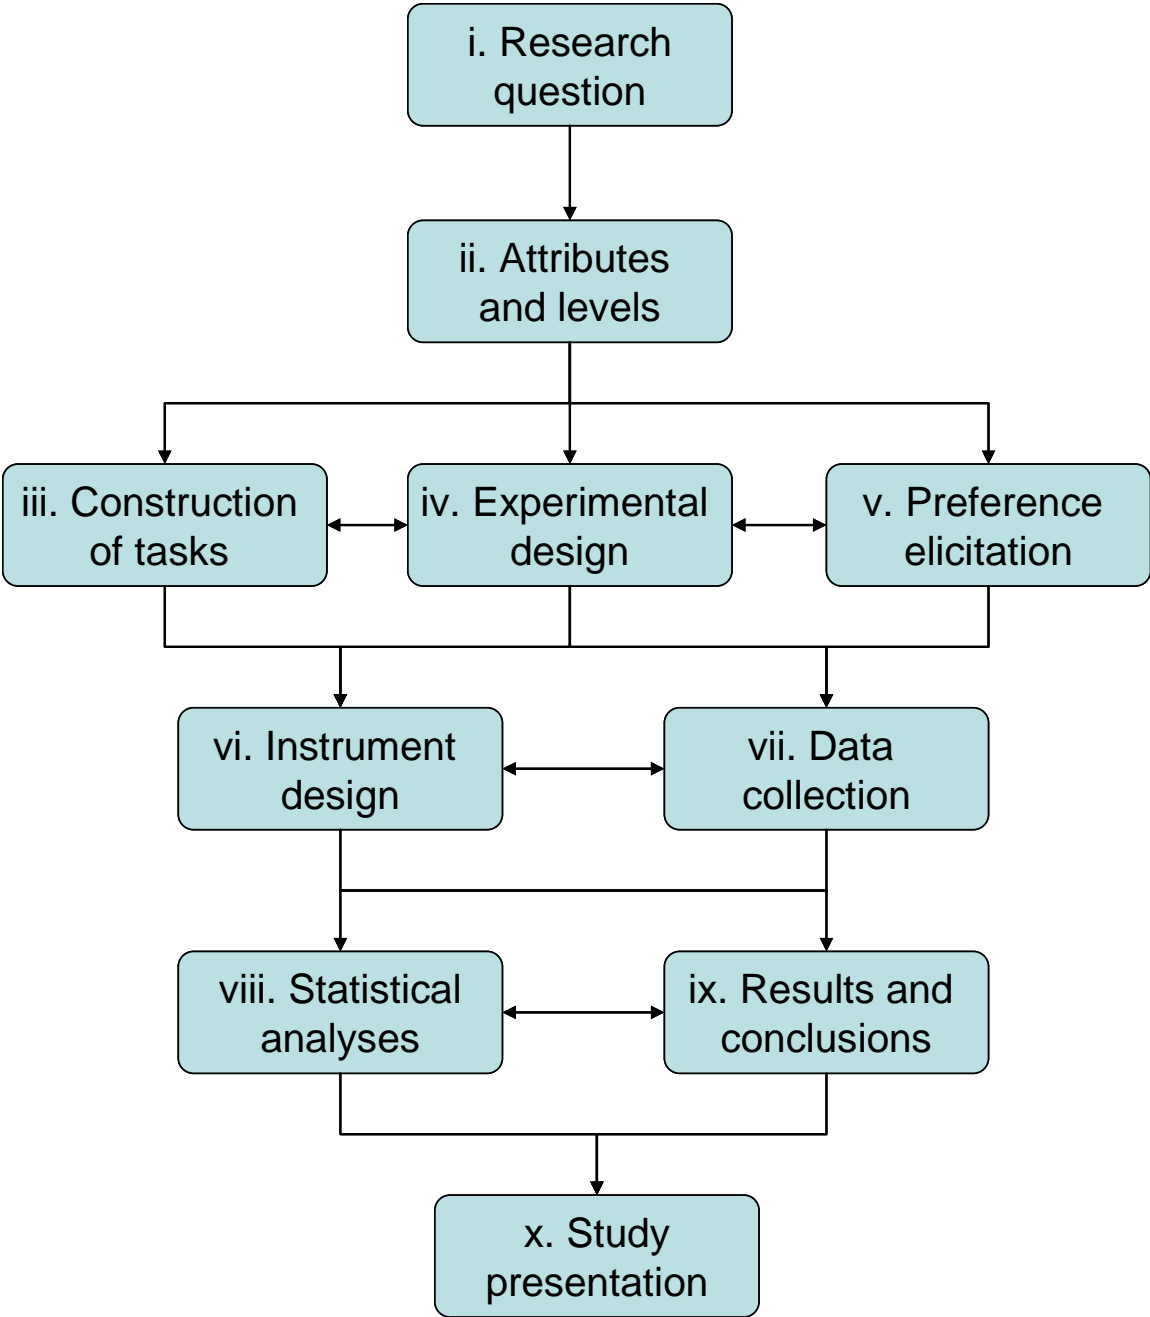 i. Research
question
ii. Attributes
and levels
iii. Construction
of tasks
iv. Experimental
design
v. Preference
elicitation
vi. Instrument
design
vii. Data
collection
viii. Statistical
analyses
ix. Results and
conclusions
x. Study
presentation